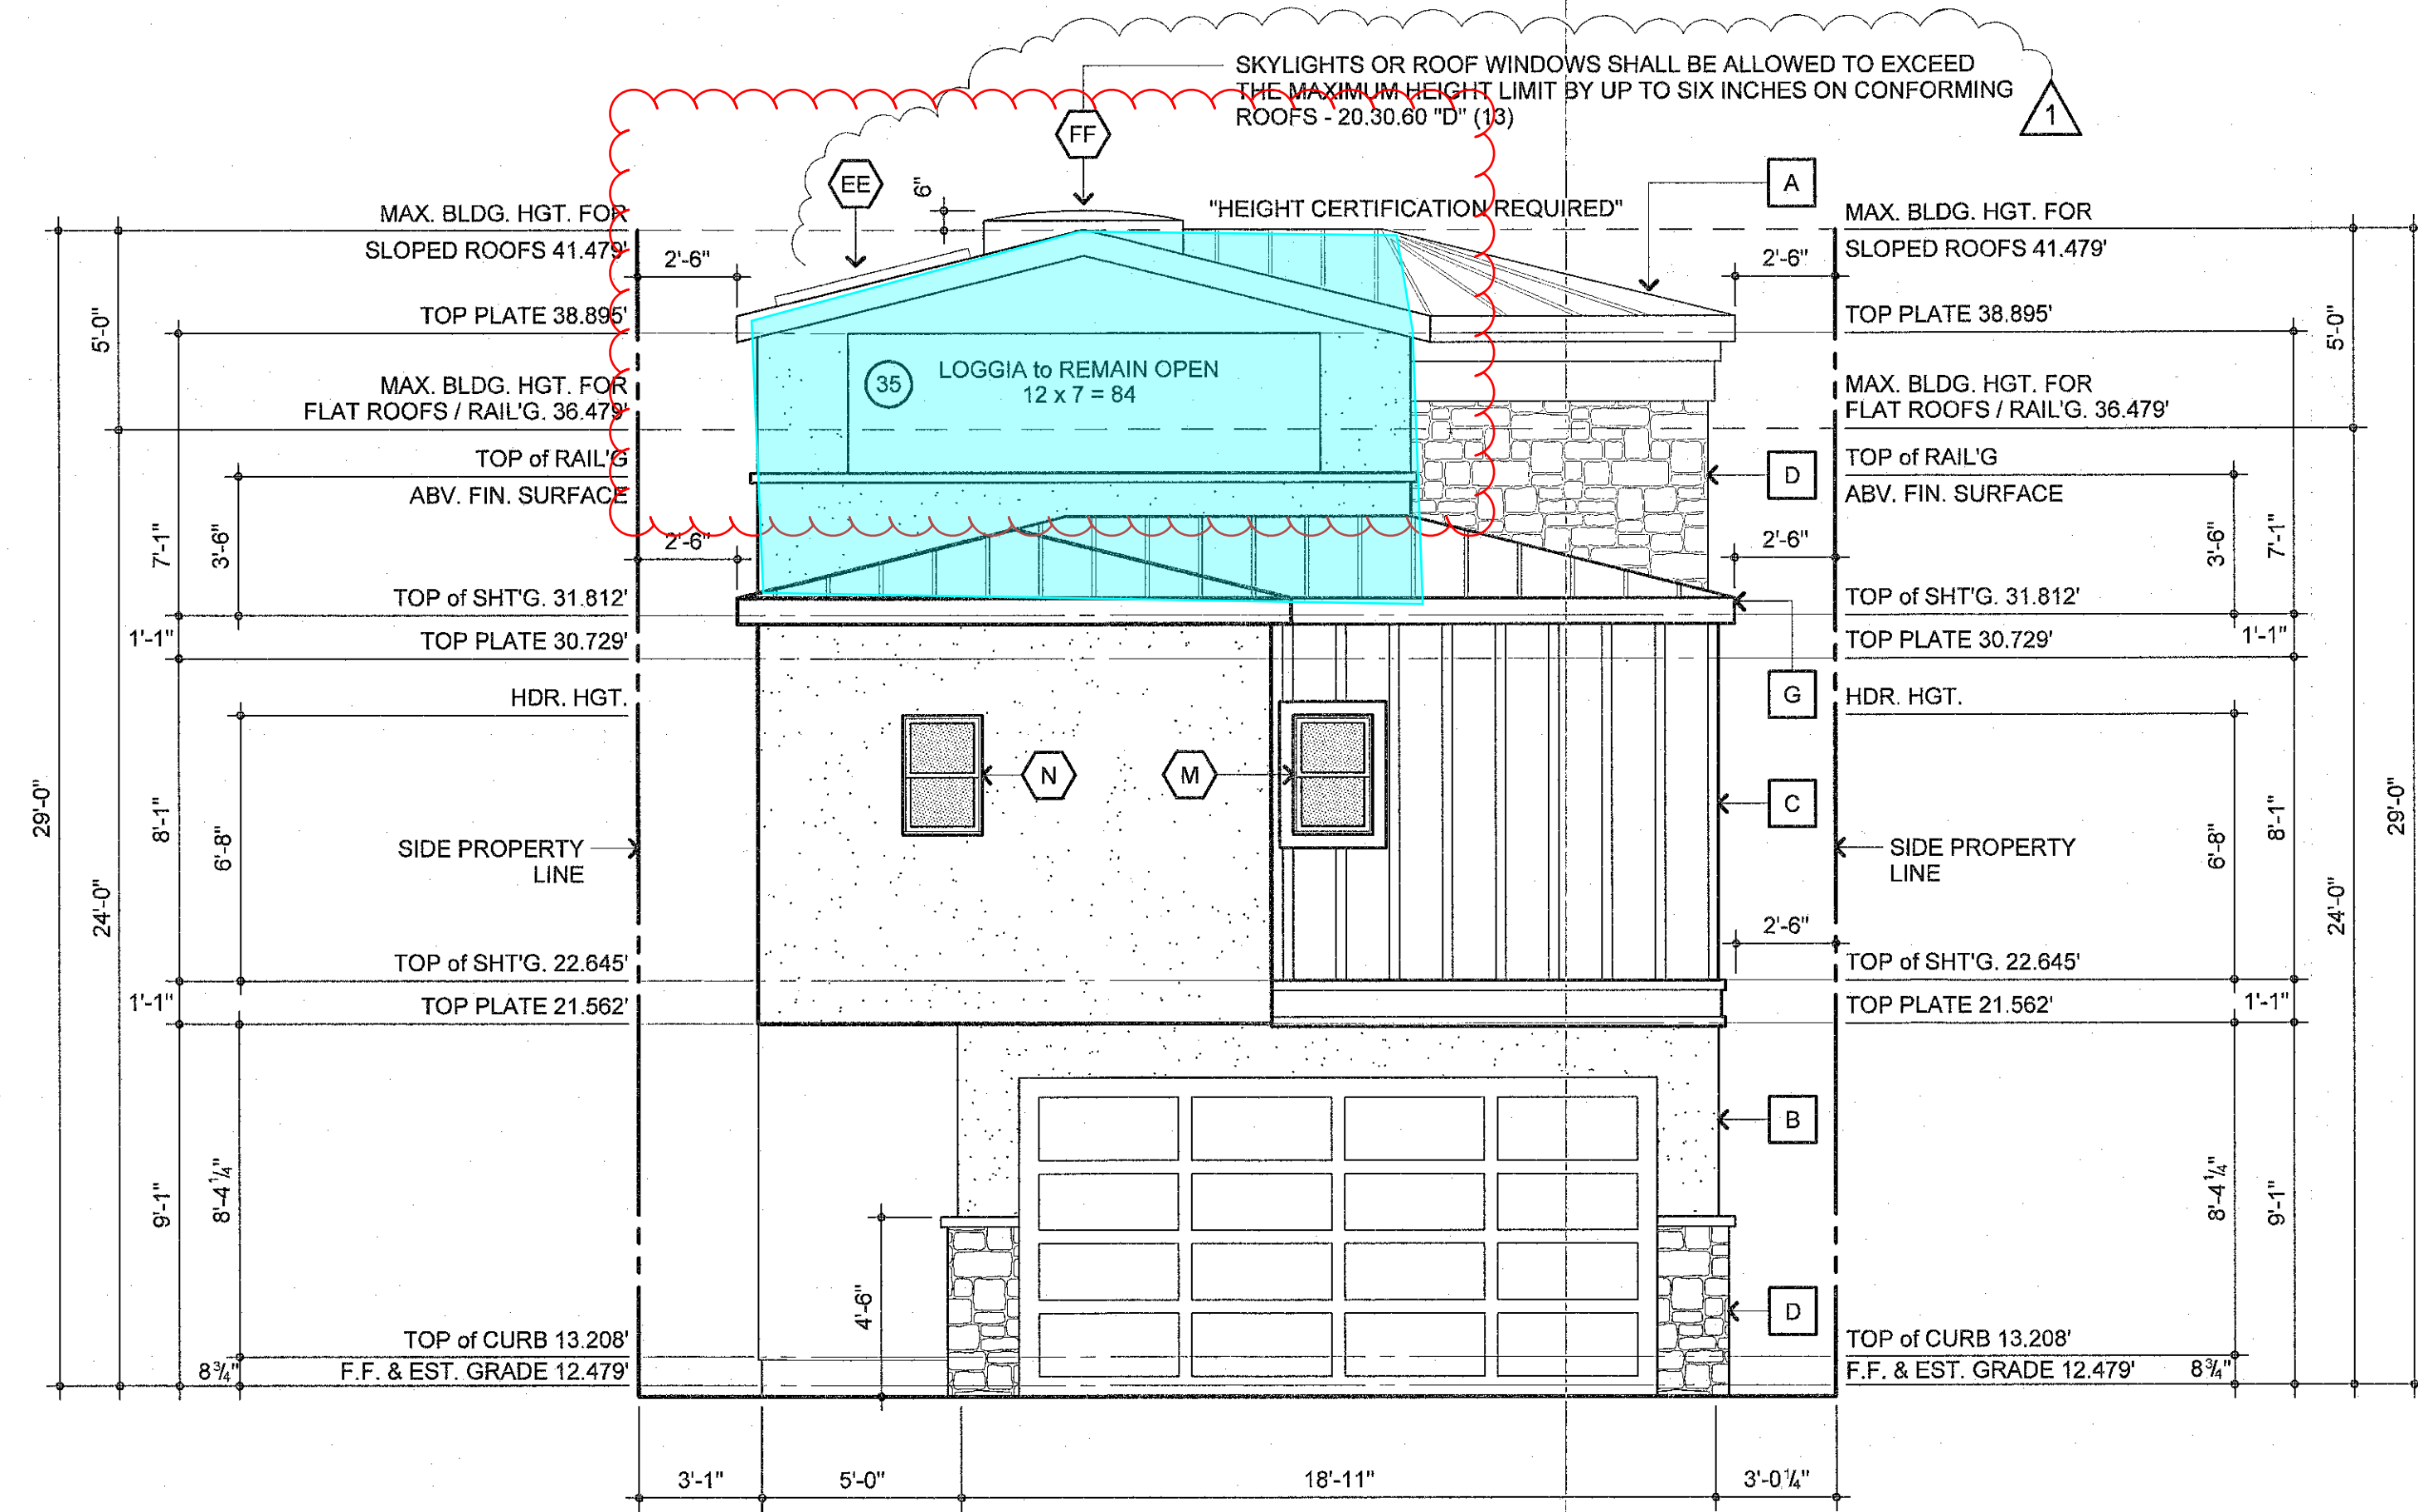 SKYLIGHTS OR ROOF WINDOWS SHALL BE ALLOWED TO EXCEED
THE MAXIMUM HEIGHT LIMIT BY UP TO SIX INCHES ON CONFORMING
ROOFS - 20.30.60 "D" (13)
1
FF
EE
6"
"HEIGHT CERTIFICATION REQUIRED"
A
MAX. BLDG. HGT. FOR
SLOPED ROOFS 41.479'
2'-6"
TOP PLATE 38.895'
5'-0"
MAX. BLDG. HGT. FOR
FLAT ROOFS / RAIL'G. 36.479'
TOP of RAIL'G
ABV. FIN. SURFACE
7'-1"
3'-6"
2'-6"
TOP of SHT'G. 31.812'
1'-1"
TOP PLATE 30.729'
HDR. HGT.
29'-0"
8'-1"
6'-8"
24'-0"
SIDE PROPERTY
LINE
TOP of SHT'G. 22.645'
1'-1"
TOP PLATE 21.562'
9'-1"
8'-4 1/4"
TOP of CURB 13.208'
8 3/4"
F.F. & EST. GRADE 12.479'
35
LOGGIA to REMAIN OPEN
12 x 7 = 84
N
M
4'-6"
MAX. BLDG. HGT. FOR
SLOPED ROOFS 41.479'
2'-6"
TOP PLATE 38.895'
5'-0"
MAX. BLDG. HGT. FOR
FLAT ROOFS / RAIL'G. 36.479'
D
TOP of RAIL'G
ABV. FIN. SURFACE
2'-6"
3'-6"
7'-1"
TOP of SHT'G. 31.812'
TOP PLATE 30.729'
1'-1"
G
HDR. HGT.
C
29'-0"
8'-1"
6'-8"
24'-0"
SIDE PROPERTY
LINE
2'-6"
TOP of SHT'G. 22.645'
TOP PLATE 21.562'
1'-1"
B
8'-4 1/4"
9'-1"
D
TOP of CURB 13.208'
F.F. & EST. GRADE 12.479'
8 3/4"
3'-1"
5'-0"
18'-11"
3'-0 1/4"